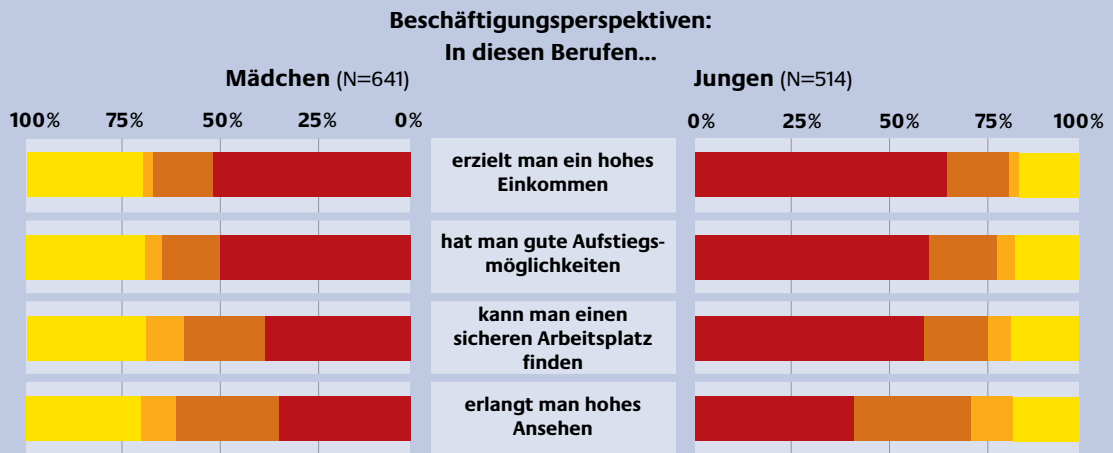 Beschäftigungsperspektiven:
In diesen Berufen...
Mädchen (N=641)
Jungen (N=514)
100% 75% 50% 25% 0%
0% 25% 50% 75% 100%
erzielt man ein hohes
Einkommen
hat man gute Aufstiegs-
möglichkeiten
kann man einen
sicheren Arbeitsplatz
finden
erlangt man hohes
Ansehen